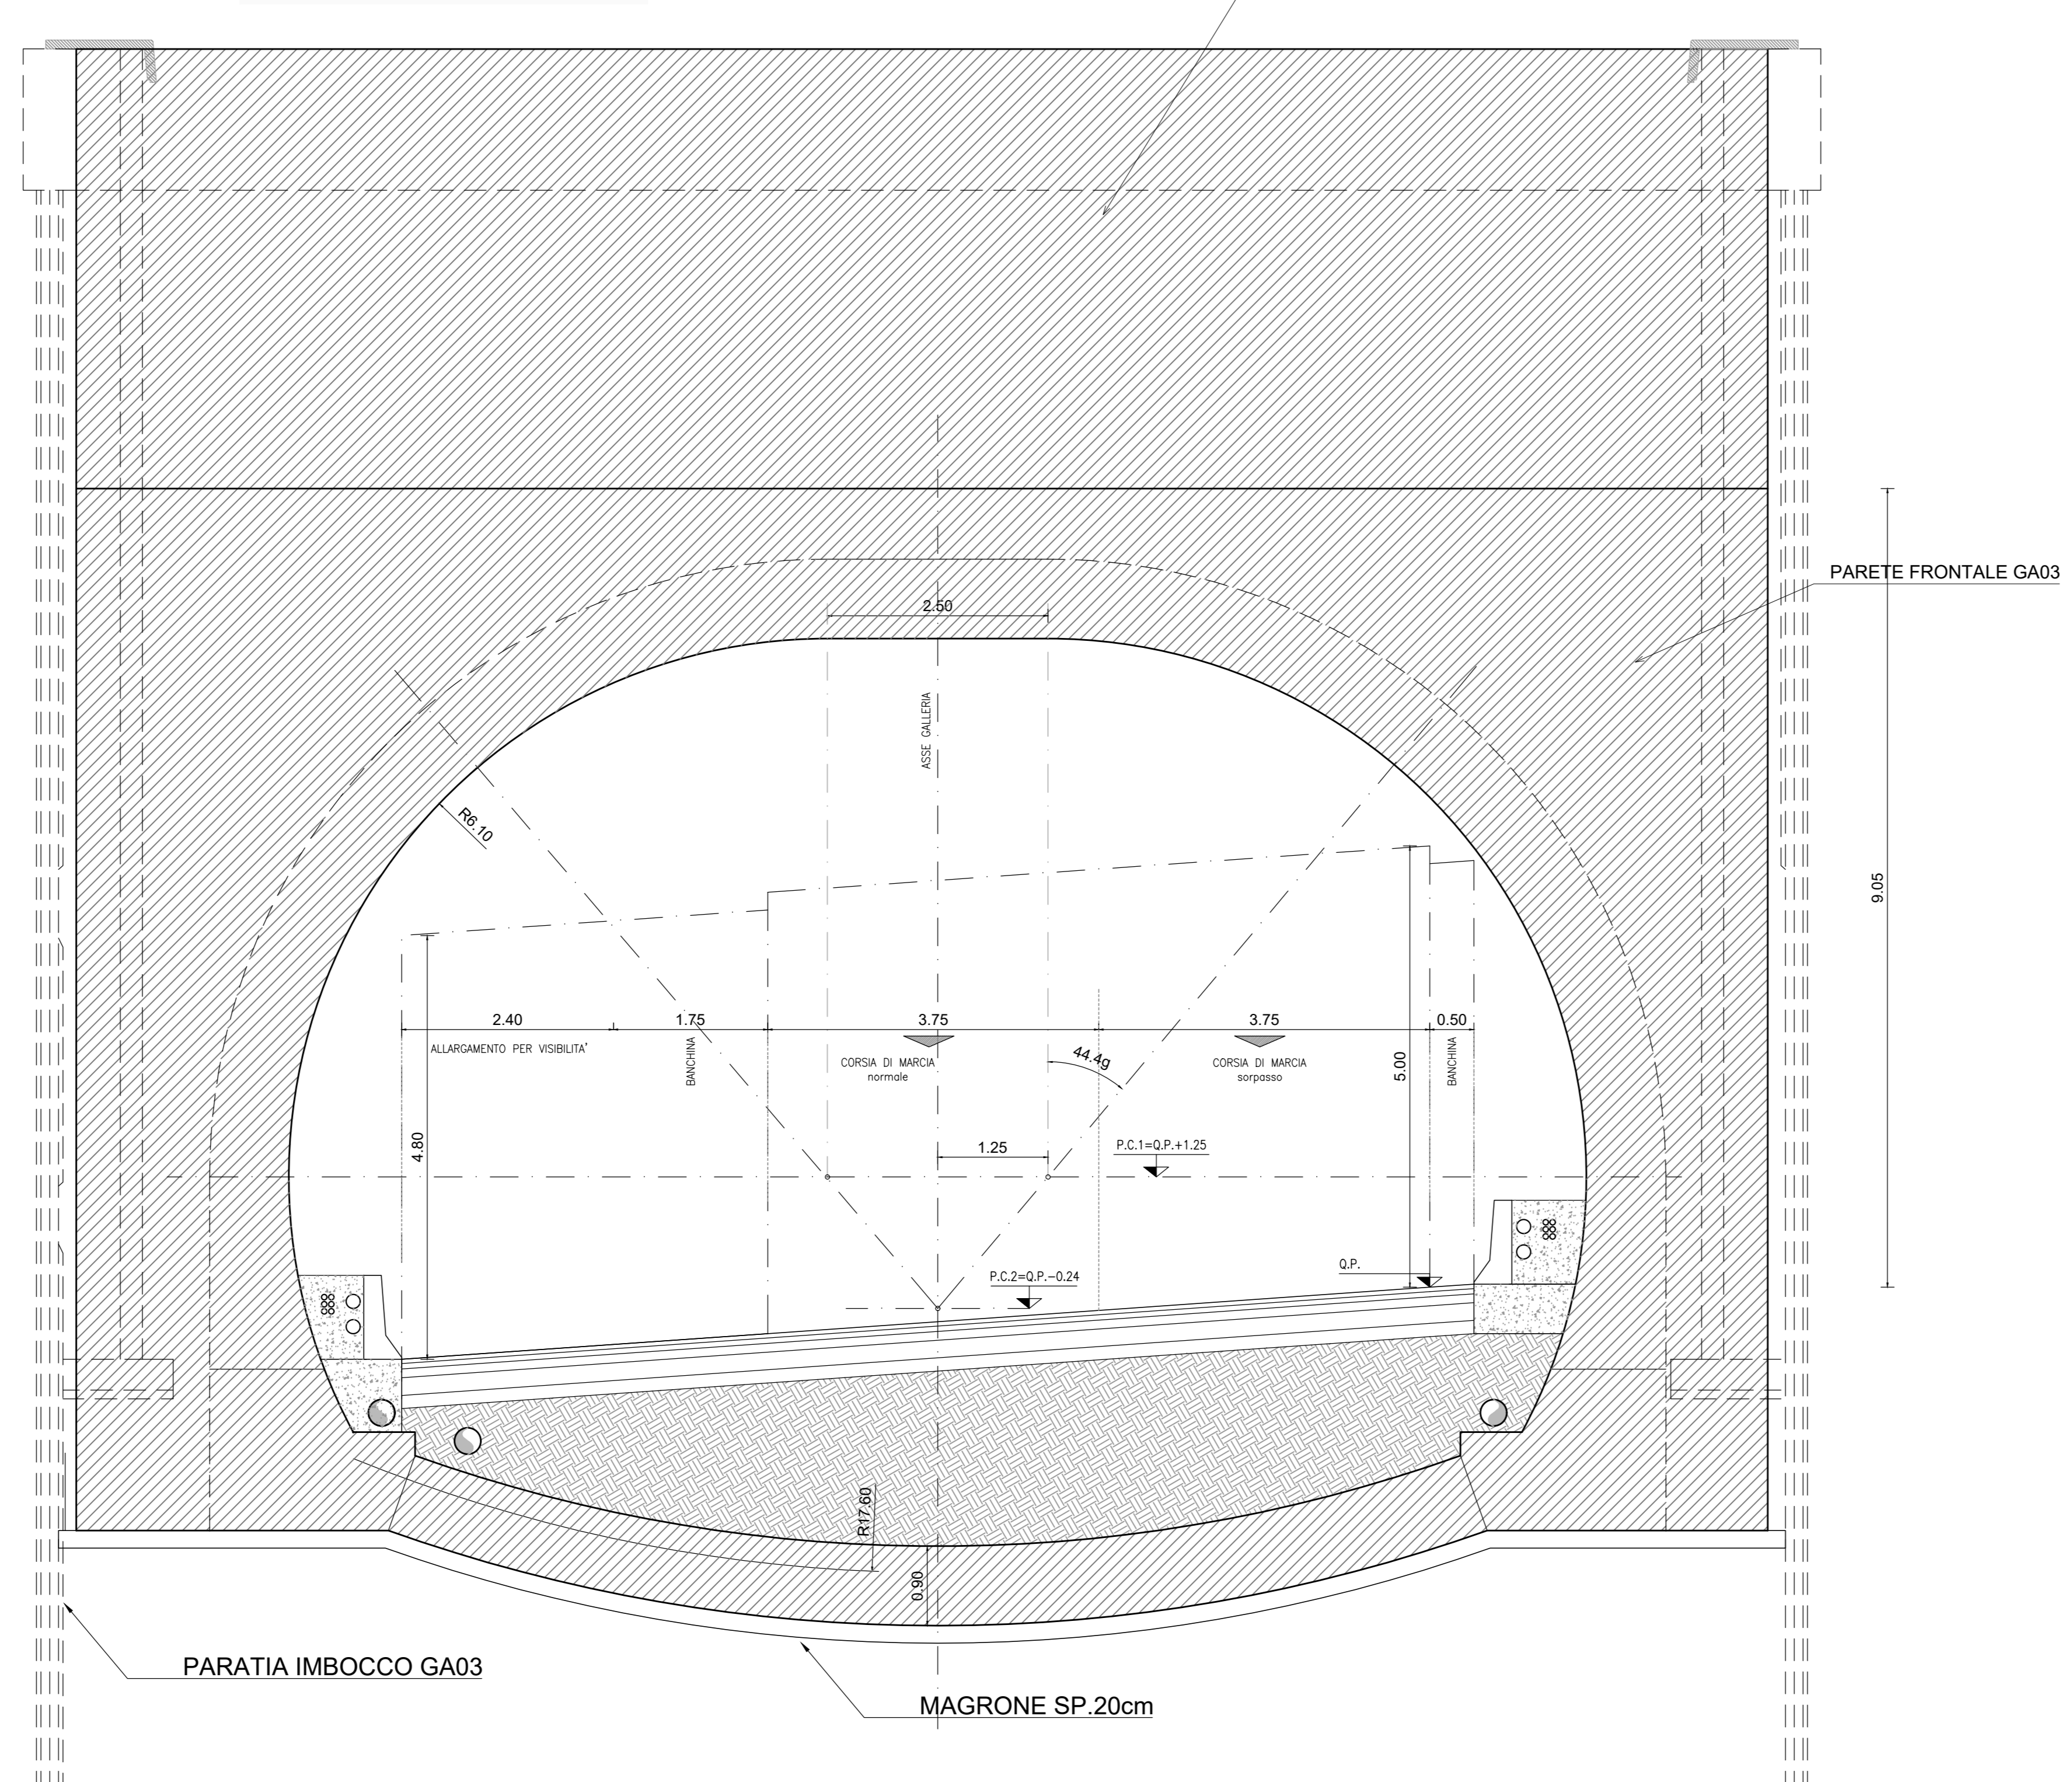 PARETE FRONTALE GA03
2.50
ASSE GALLERIA
R6.10
9.05
2.40
1.75
3.75
3.75
0.50
ALLARGAMENTO PER VISIBILITA'
BANCHINA
CORSIA DI MARCIA
normale
44.4g
CORSIA DI MARCIA
sorpasso
5.00
BANCHINA
4.80
1.25
P.C.1=Q.P.+1.25
Q.P.
P.C.2=Q.P.-0.24
R17.60
0.90
PARATIA IMBOCCO GA03
MAGRONE SP.20cm